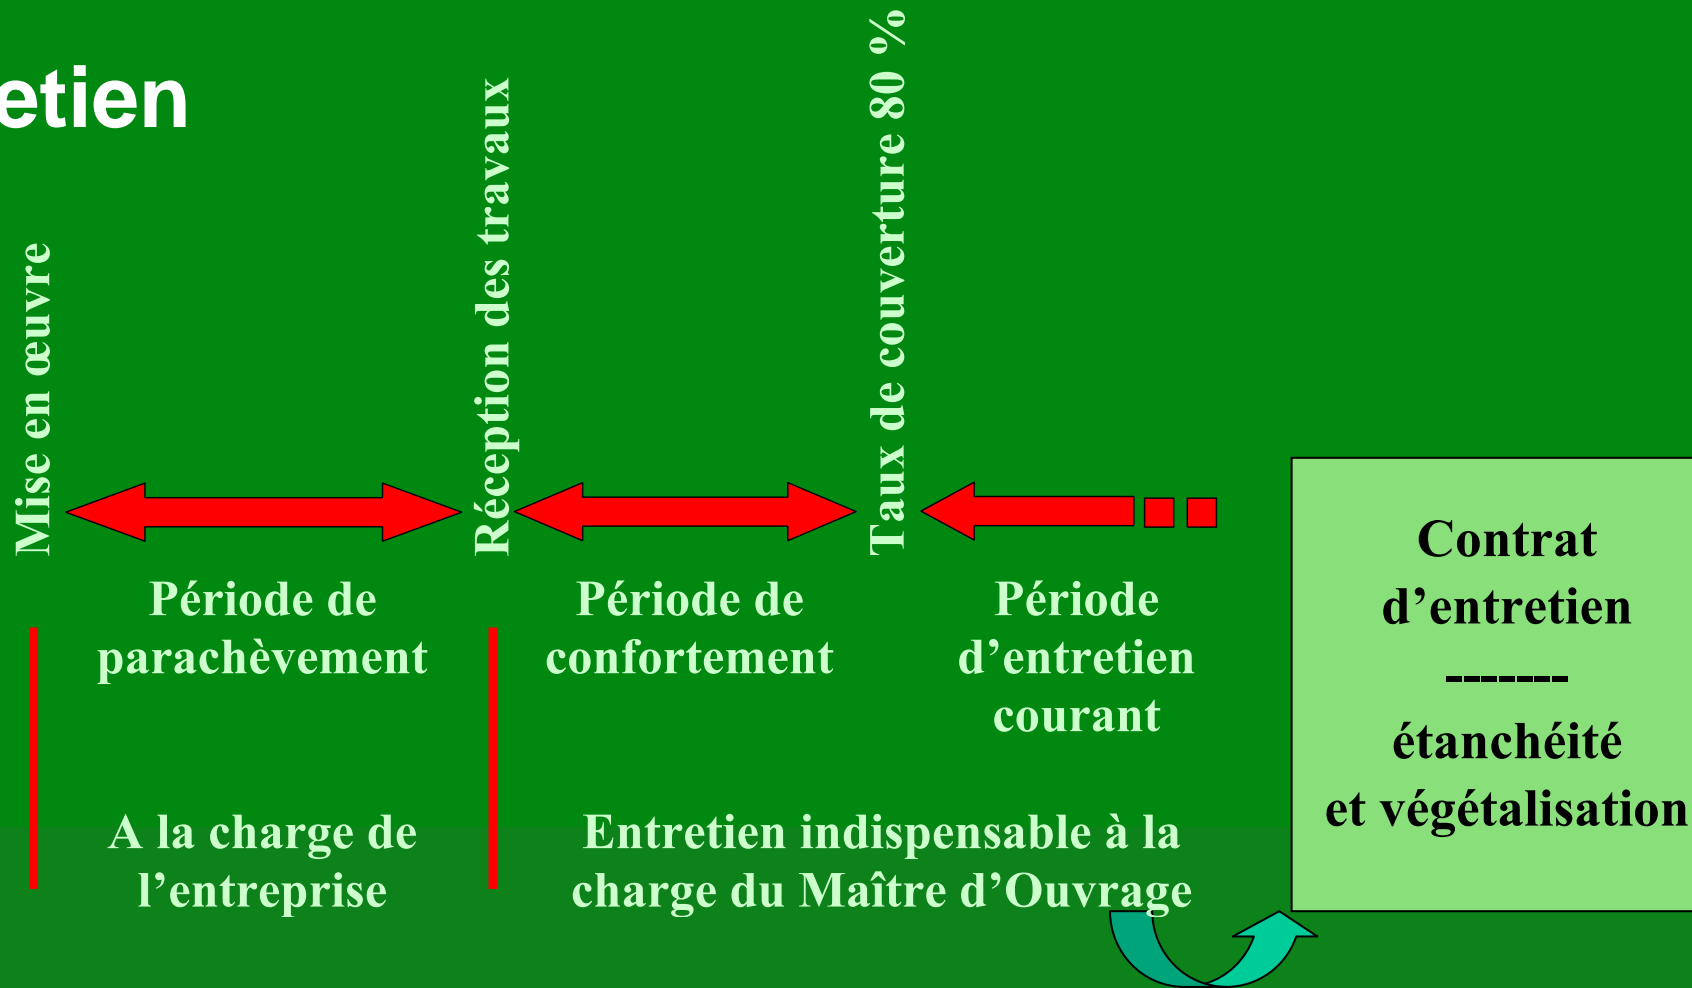 etien
Mise en œuvre
Réception des travaux
Taux de couverture 80 %
Période de
parachèvement
Période de
confortement
Période
d’entretien
courant
A la charge de
l’entreprise
Entretien indispensable à la
charge du Maître d’Ouvrage
Contrat
d’entretien
-------
étanchéité
et végétalisation